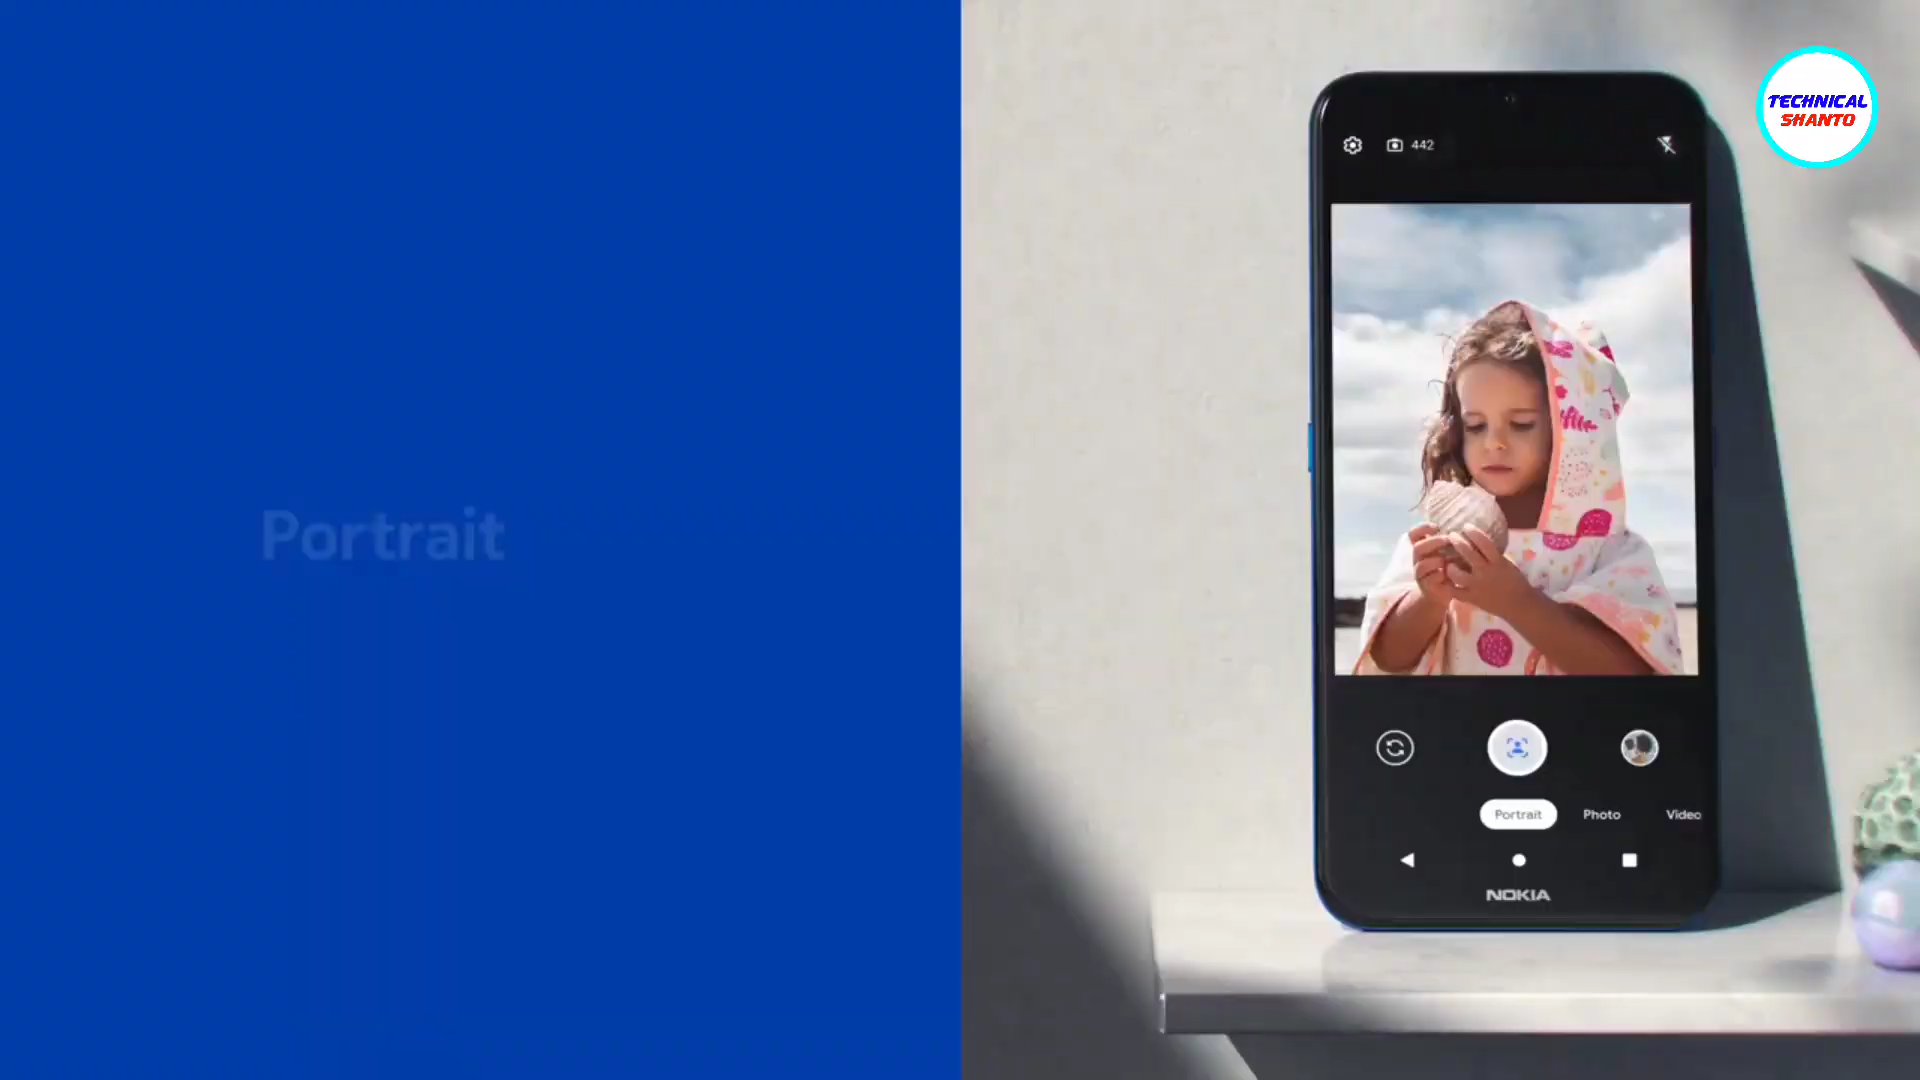 Portrait
TECHNICAL
SHANTO
442
Portrait Photo Video
NOKIA